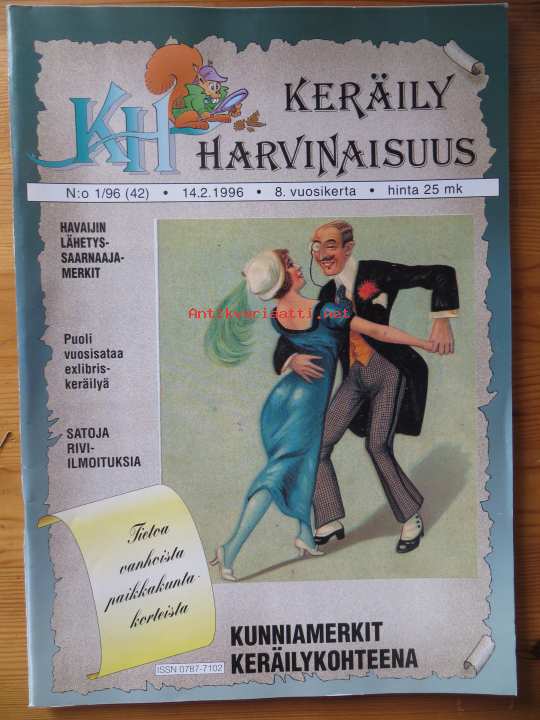 KH
KERÄILY
HARVINAISUUS
N:o 1/96 (42) • 14.2.1996 • 8. vuosikerta • hinta 25 mk
HAVAIJIN
LÄHETYS-
SAARNAAJA-
MERKIT
Antikvariaatti.net
Puoli
vuosisataa
exlibris-
keräilyä
SATOJA
RIVI-
ILMOITUKSIA
Tietoa
vanhoista
paikkakunta-
korteista
KUNNIAMERKIT
KERÄILYKOHTEENA
ISSN 0787-7102